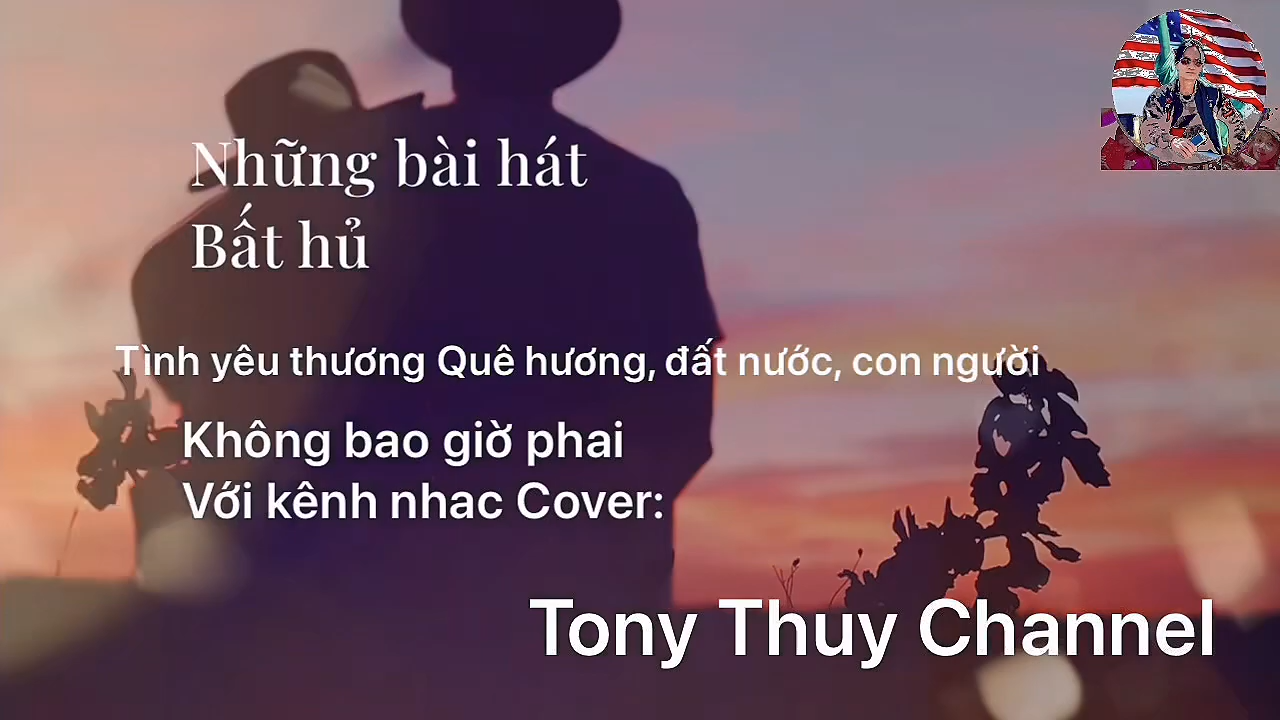 Những bài hát
Bất hủ
Tình yêu thương Quê hương, đất nước, con người
Không bao giờ phai
Với kênh nhac Cover:
Tony Thuy Channel